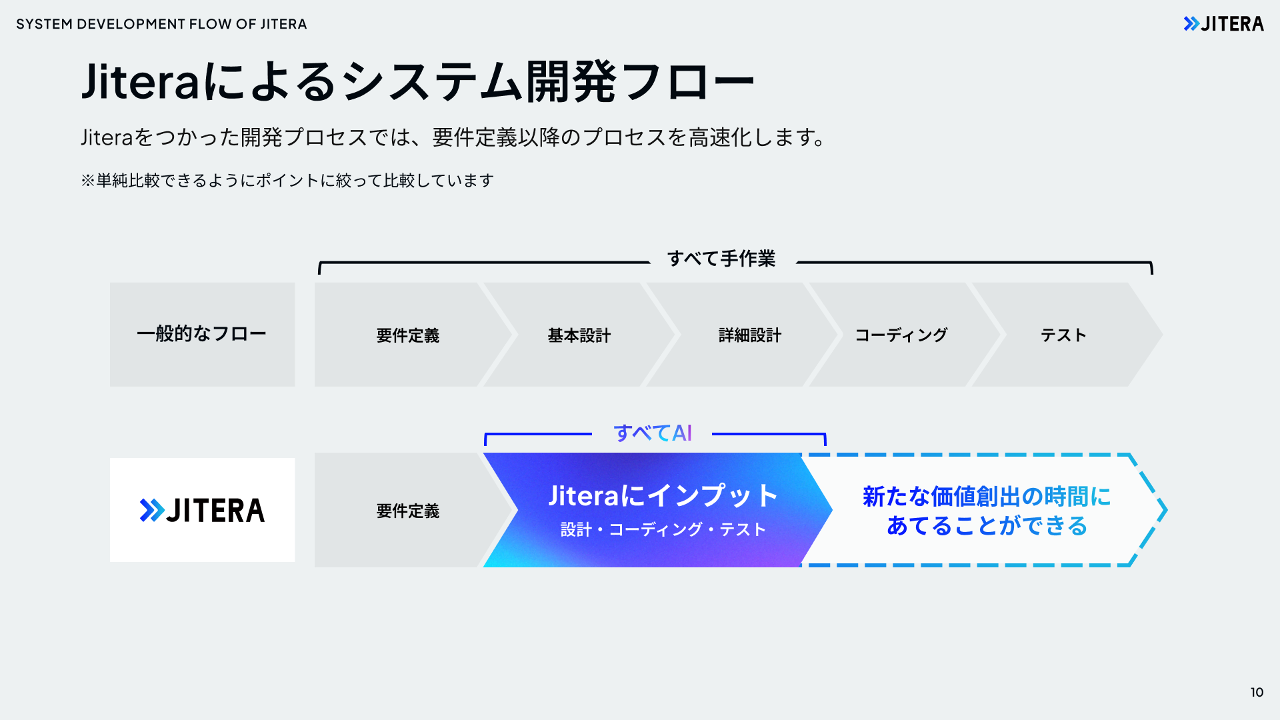 SYSTEM DEVELOPMENT FLOW OF JITERA
JITERA
Jiteraによるシステム開発フロー
Jiteraをつかった開発プロセスでは、要件定義以降のプロセスを高速化します。
※単純比較できるようにポイントに絞って比較しています
すべて手作業
一般的なフロー
要件定義
基本設計
詳細設計
コーディング
テスト
すべてAI
JITERA
要件定義
Jiteraにインプット
設計・コーディング・テスト
新たな価値創出の時間に
あてることができる
10